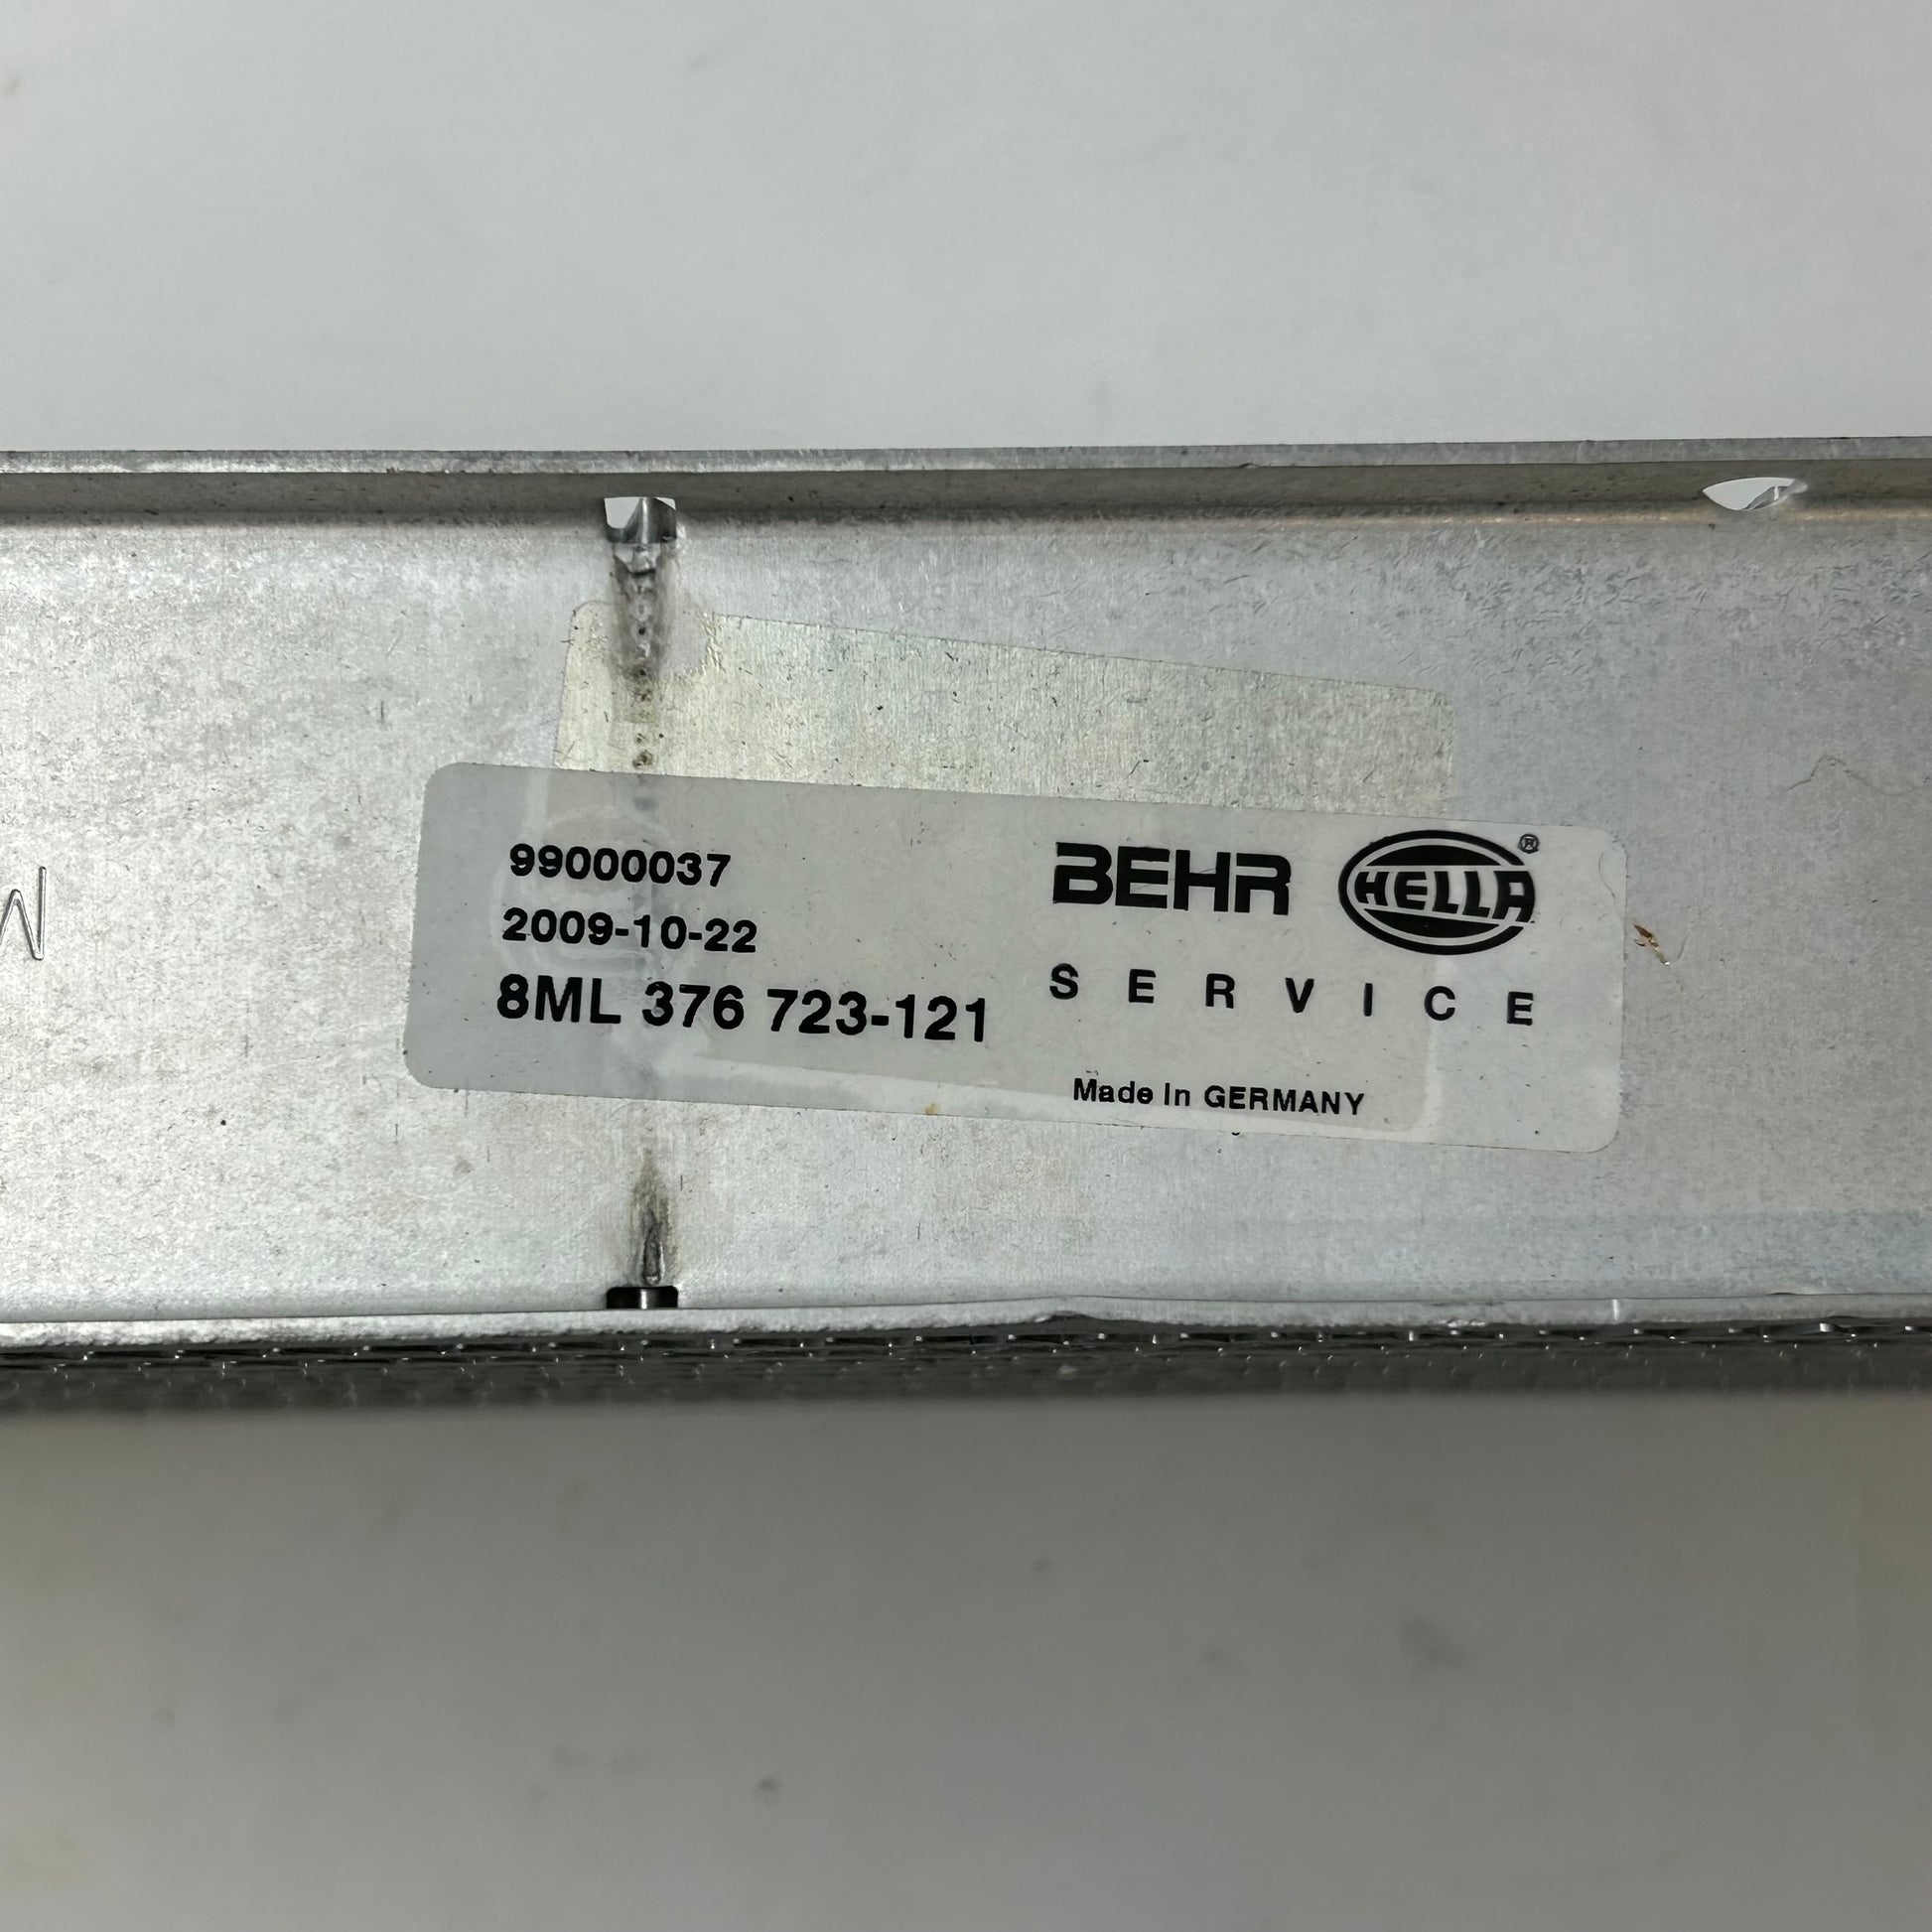 99000037
2009-10-22
8ML 376 723-121
BEHR HELLA®
SERVICE
Made In GERMANY
M